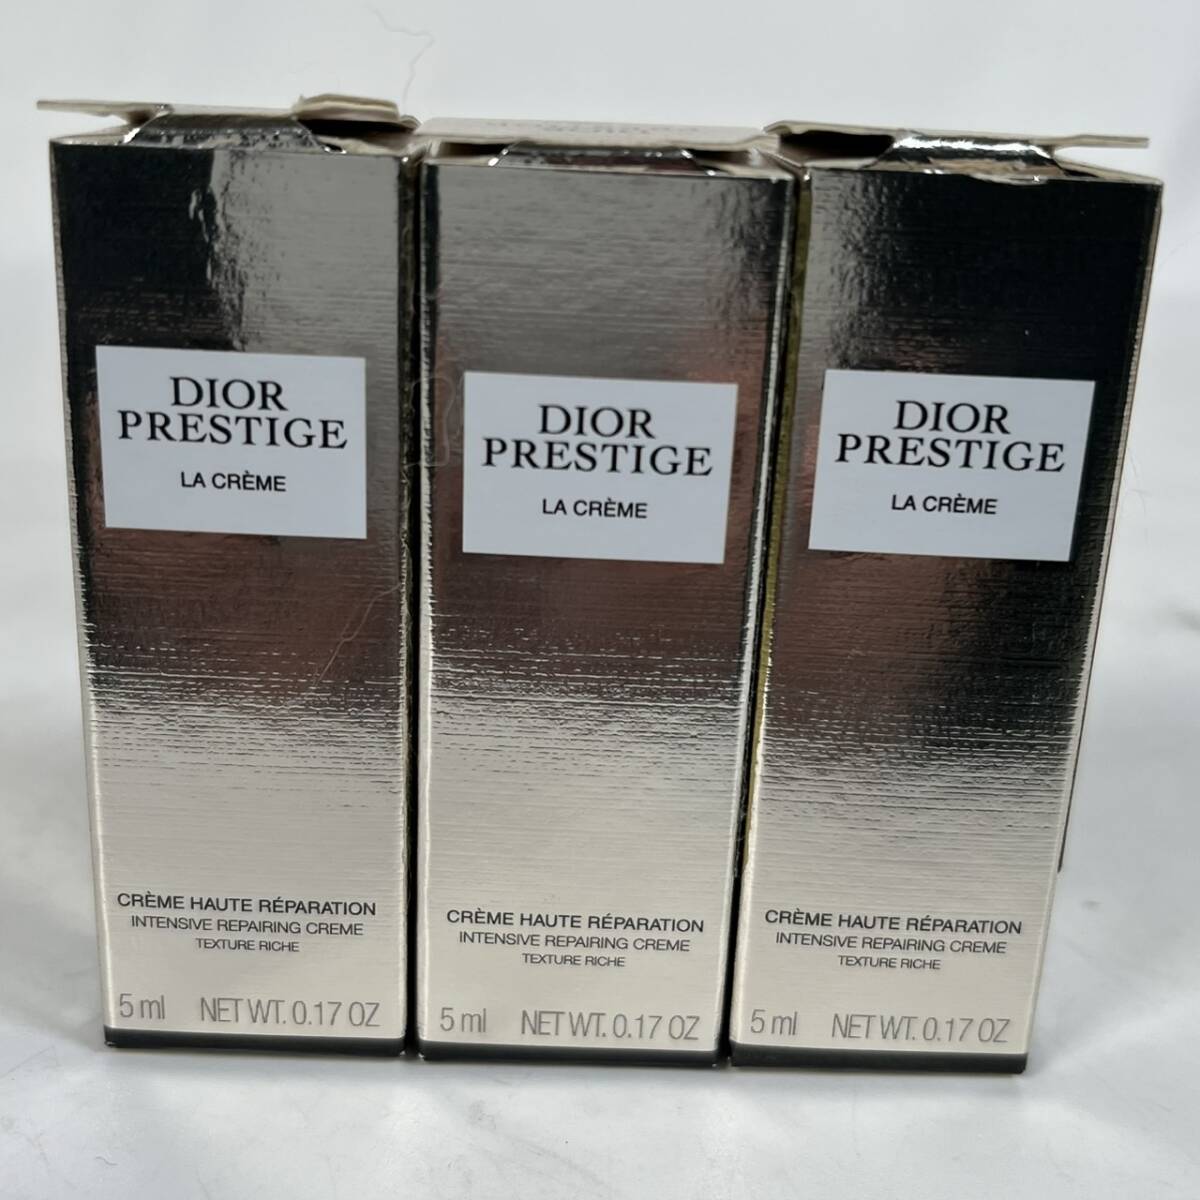 DIOR
PRESTIGE
LA CRÈME
CRÈME HAUTE RÉPARATION
INTENSIVE REPAIRING CREME
TEXTURE RICHE
5 ml NET WT. 0.17 OZ
DIOR
PRESTIGE
LA CRÈME
CRÈME HAUTE RÉPARATION
INTENSIVE REPAIRING CREME
TEXTURE RICHE
5 ml NET WT. 0.17 OZ
DIOR
PRESTIGE
LA CRÈME
CRÈME HAUTE RÉPARATION
INTENSIVE REPAIRING CREME
TEXTURE RICHE
5 ml NET WT. 0.17 OZ